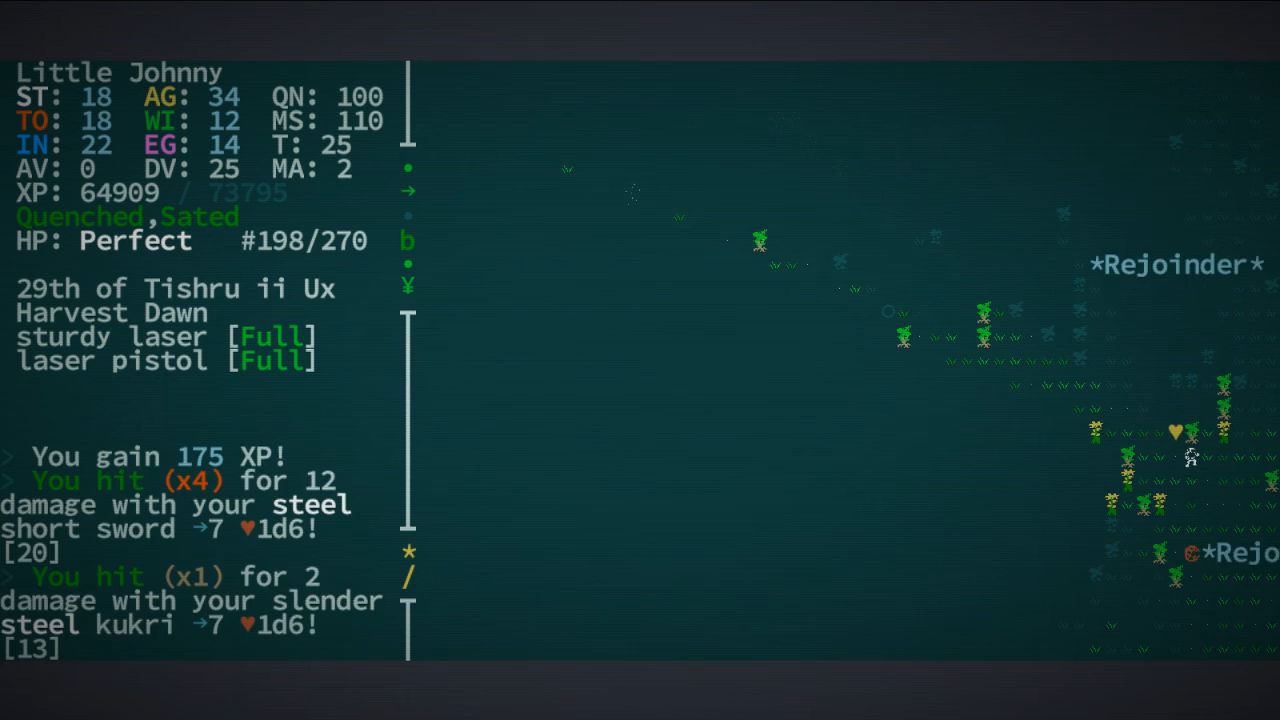 Little Johnny
ST: 18 AG: 34 QN: 100
TO: 18 WI: 12 MS: 110
IN: 22 EG: 14 T: 25
AV: 0 DV: 25 MA: 2
XP: 64909 / 73795
Quenched,Sated
HP: Perfect #198/270
29th of Tishru ii Ux
Harvest Dawn
sturdy laser [Full]
laser pistol [Full]
> You gain 175 XP!
> You hit (x4) for 12
damage with your steel
short sword →7 ♥1d6!
[20]
> You hit (x1) for 2
damage with your slender
steel kukri →7 ♥1d6!
[13]
b
¥
*
/
*Rejoinder*
*Rejo